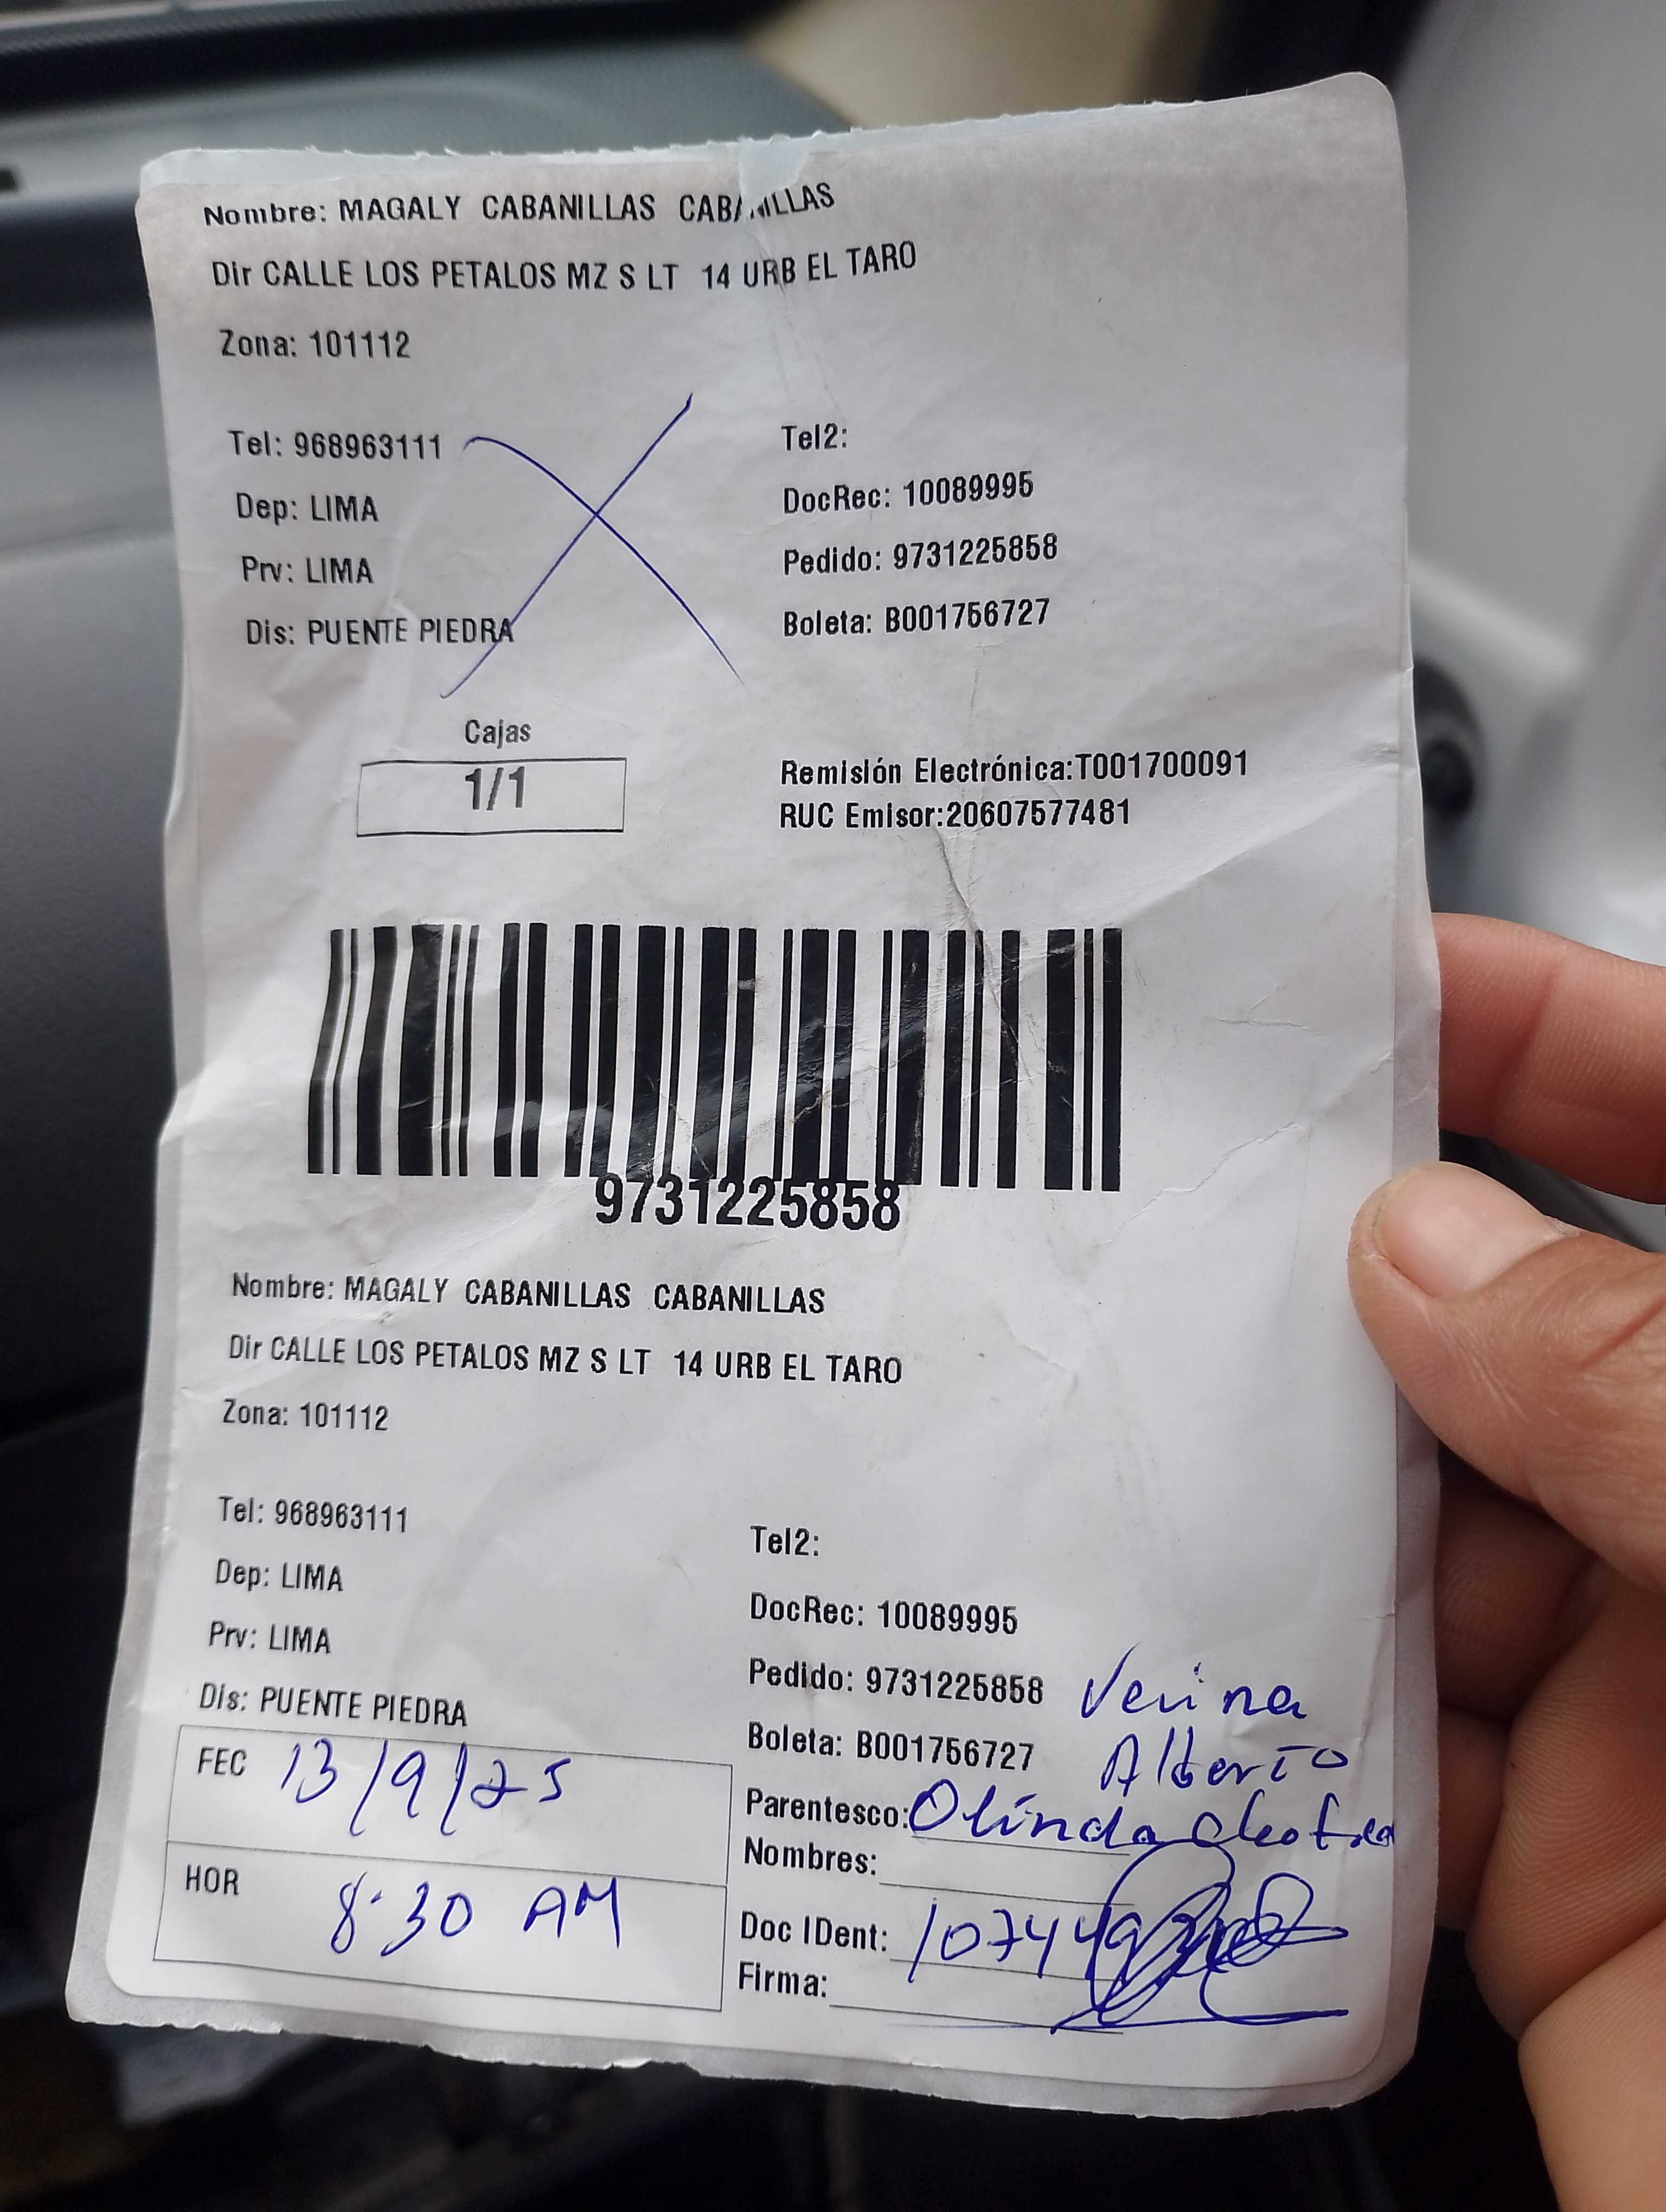 Nombre: MAGALY CABANILLAS CABANILLAS
Dir CALLE LOS PETALOS MZ S LT 14 URB EL TARO
Zona: 101112
Tel: 968963111
Tel2:
Dep: LIMA
DocRec: 10089995
Prv: LIMA
Pedido: 9731225858
Dis: PUENTE PIEDRA
Boleta: B001756727
Cajas
1/1
Remisión Electrónica:T001700091
RUC Emisor:20607577481
9731225858
Nombre: MAGALY CABANILLAS CABANILLAS
Dir CALLE LOS PETALOS MZ S LT 14 URB EL TARO
Zona: 101112
Tel: 968963111
Tel2:
Dep: LIMA
DocRec: 10089995
Prv: LIMA
Pedido: 9731225858
Dis: PUENTE PIEDRA
Boleta: B001756727 Alberto
FEC 13/9/25
Parentesco: Olinda
Nombres:
HOR 8:30 AM
Doc IDent:
Firma: